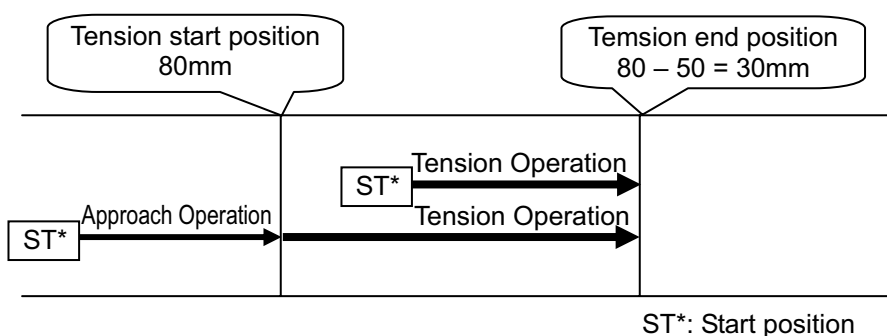 Tension start position
80mm
Temsion end position
80 – 50 = 30mm
Tension Operation
ST*
Approach Operation
Tension Operation
ST*
ST*: Start position